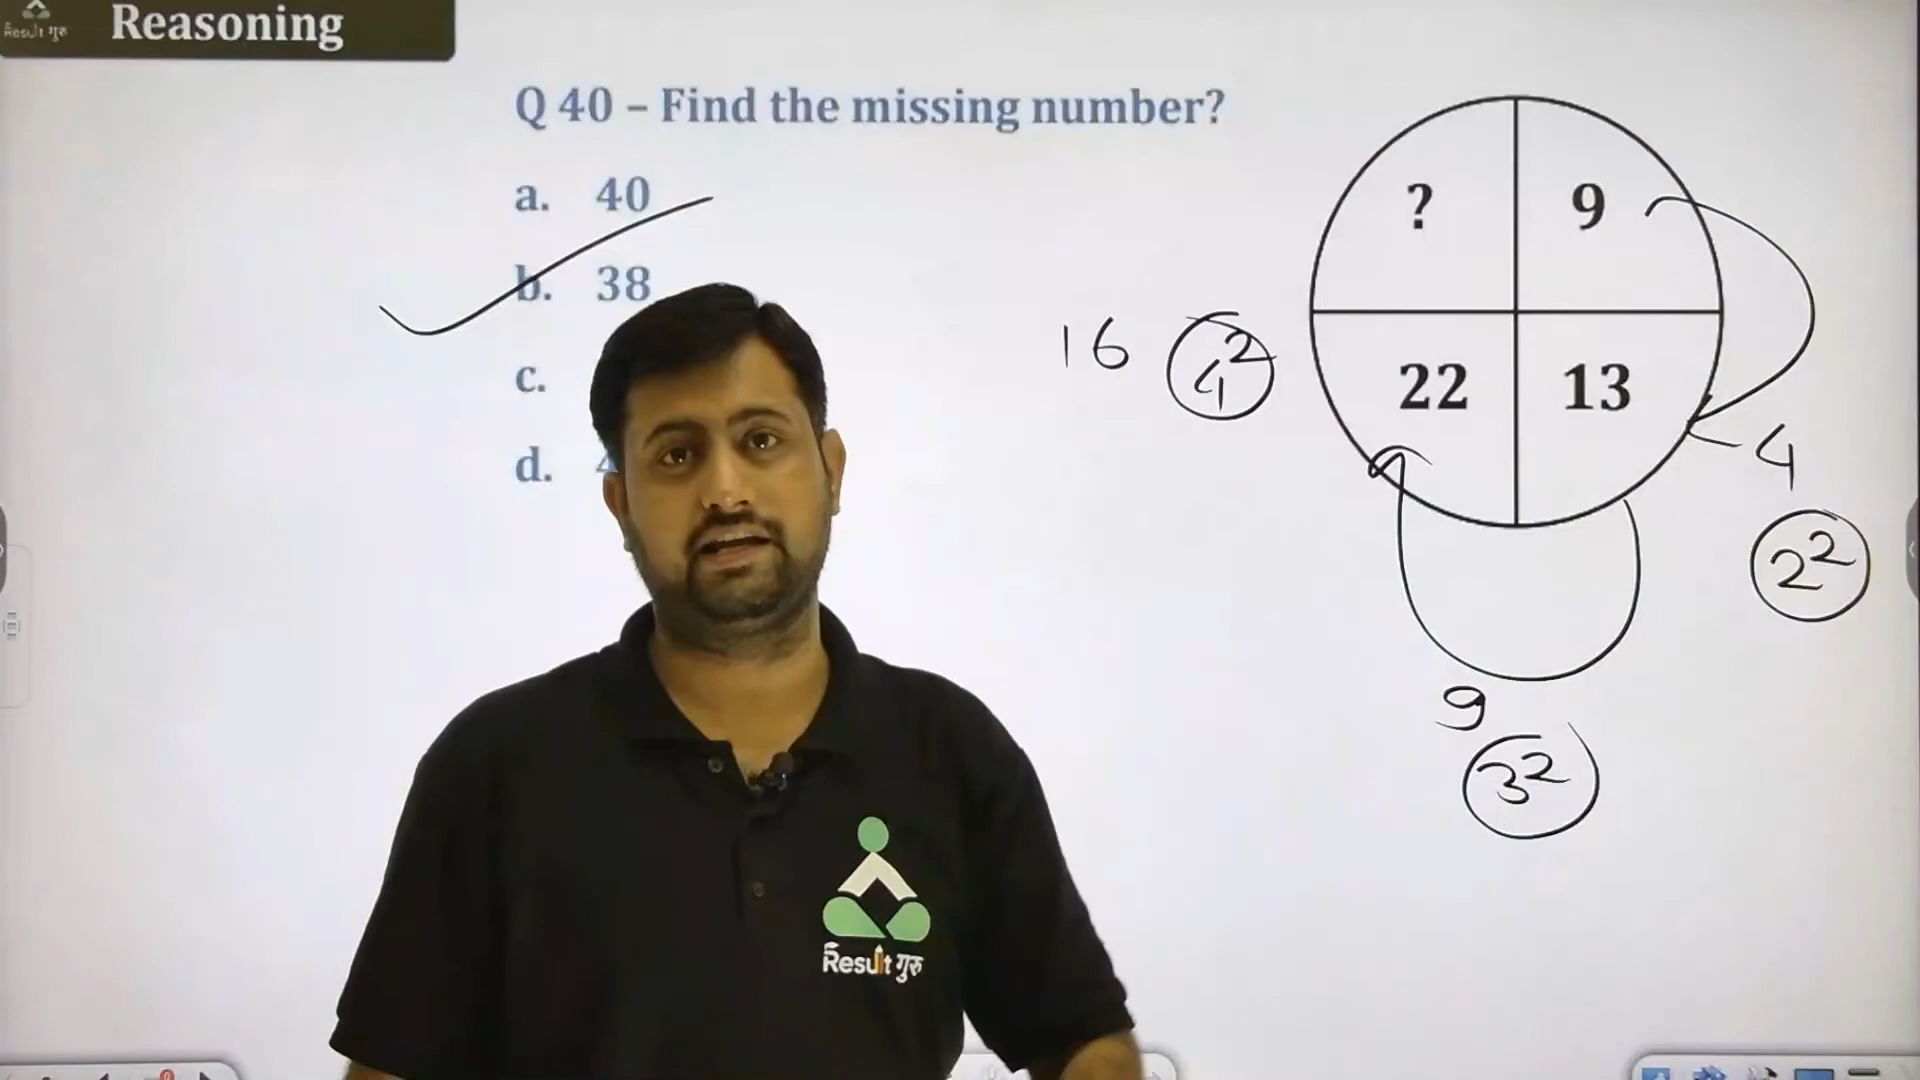 Result गुरु
Reasoning
Q 40 – Find the missing number?
a. 40
b. 38
c.
d. 4
? 9
22 13
16 4²
4
2²
9
3²
Result गुरु